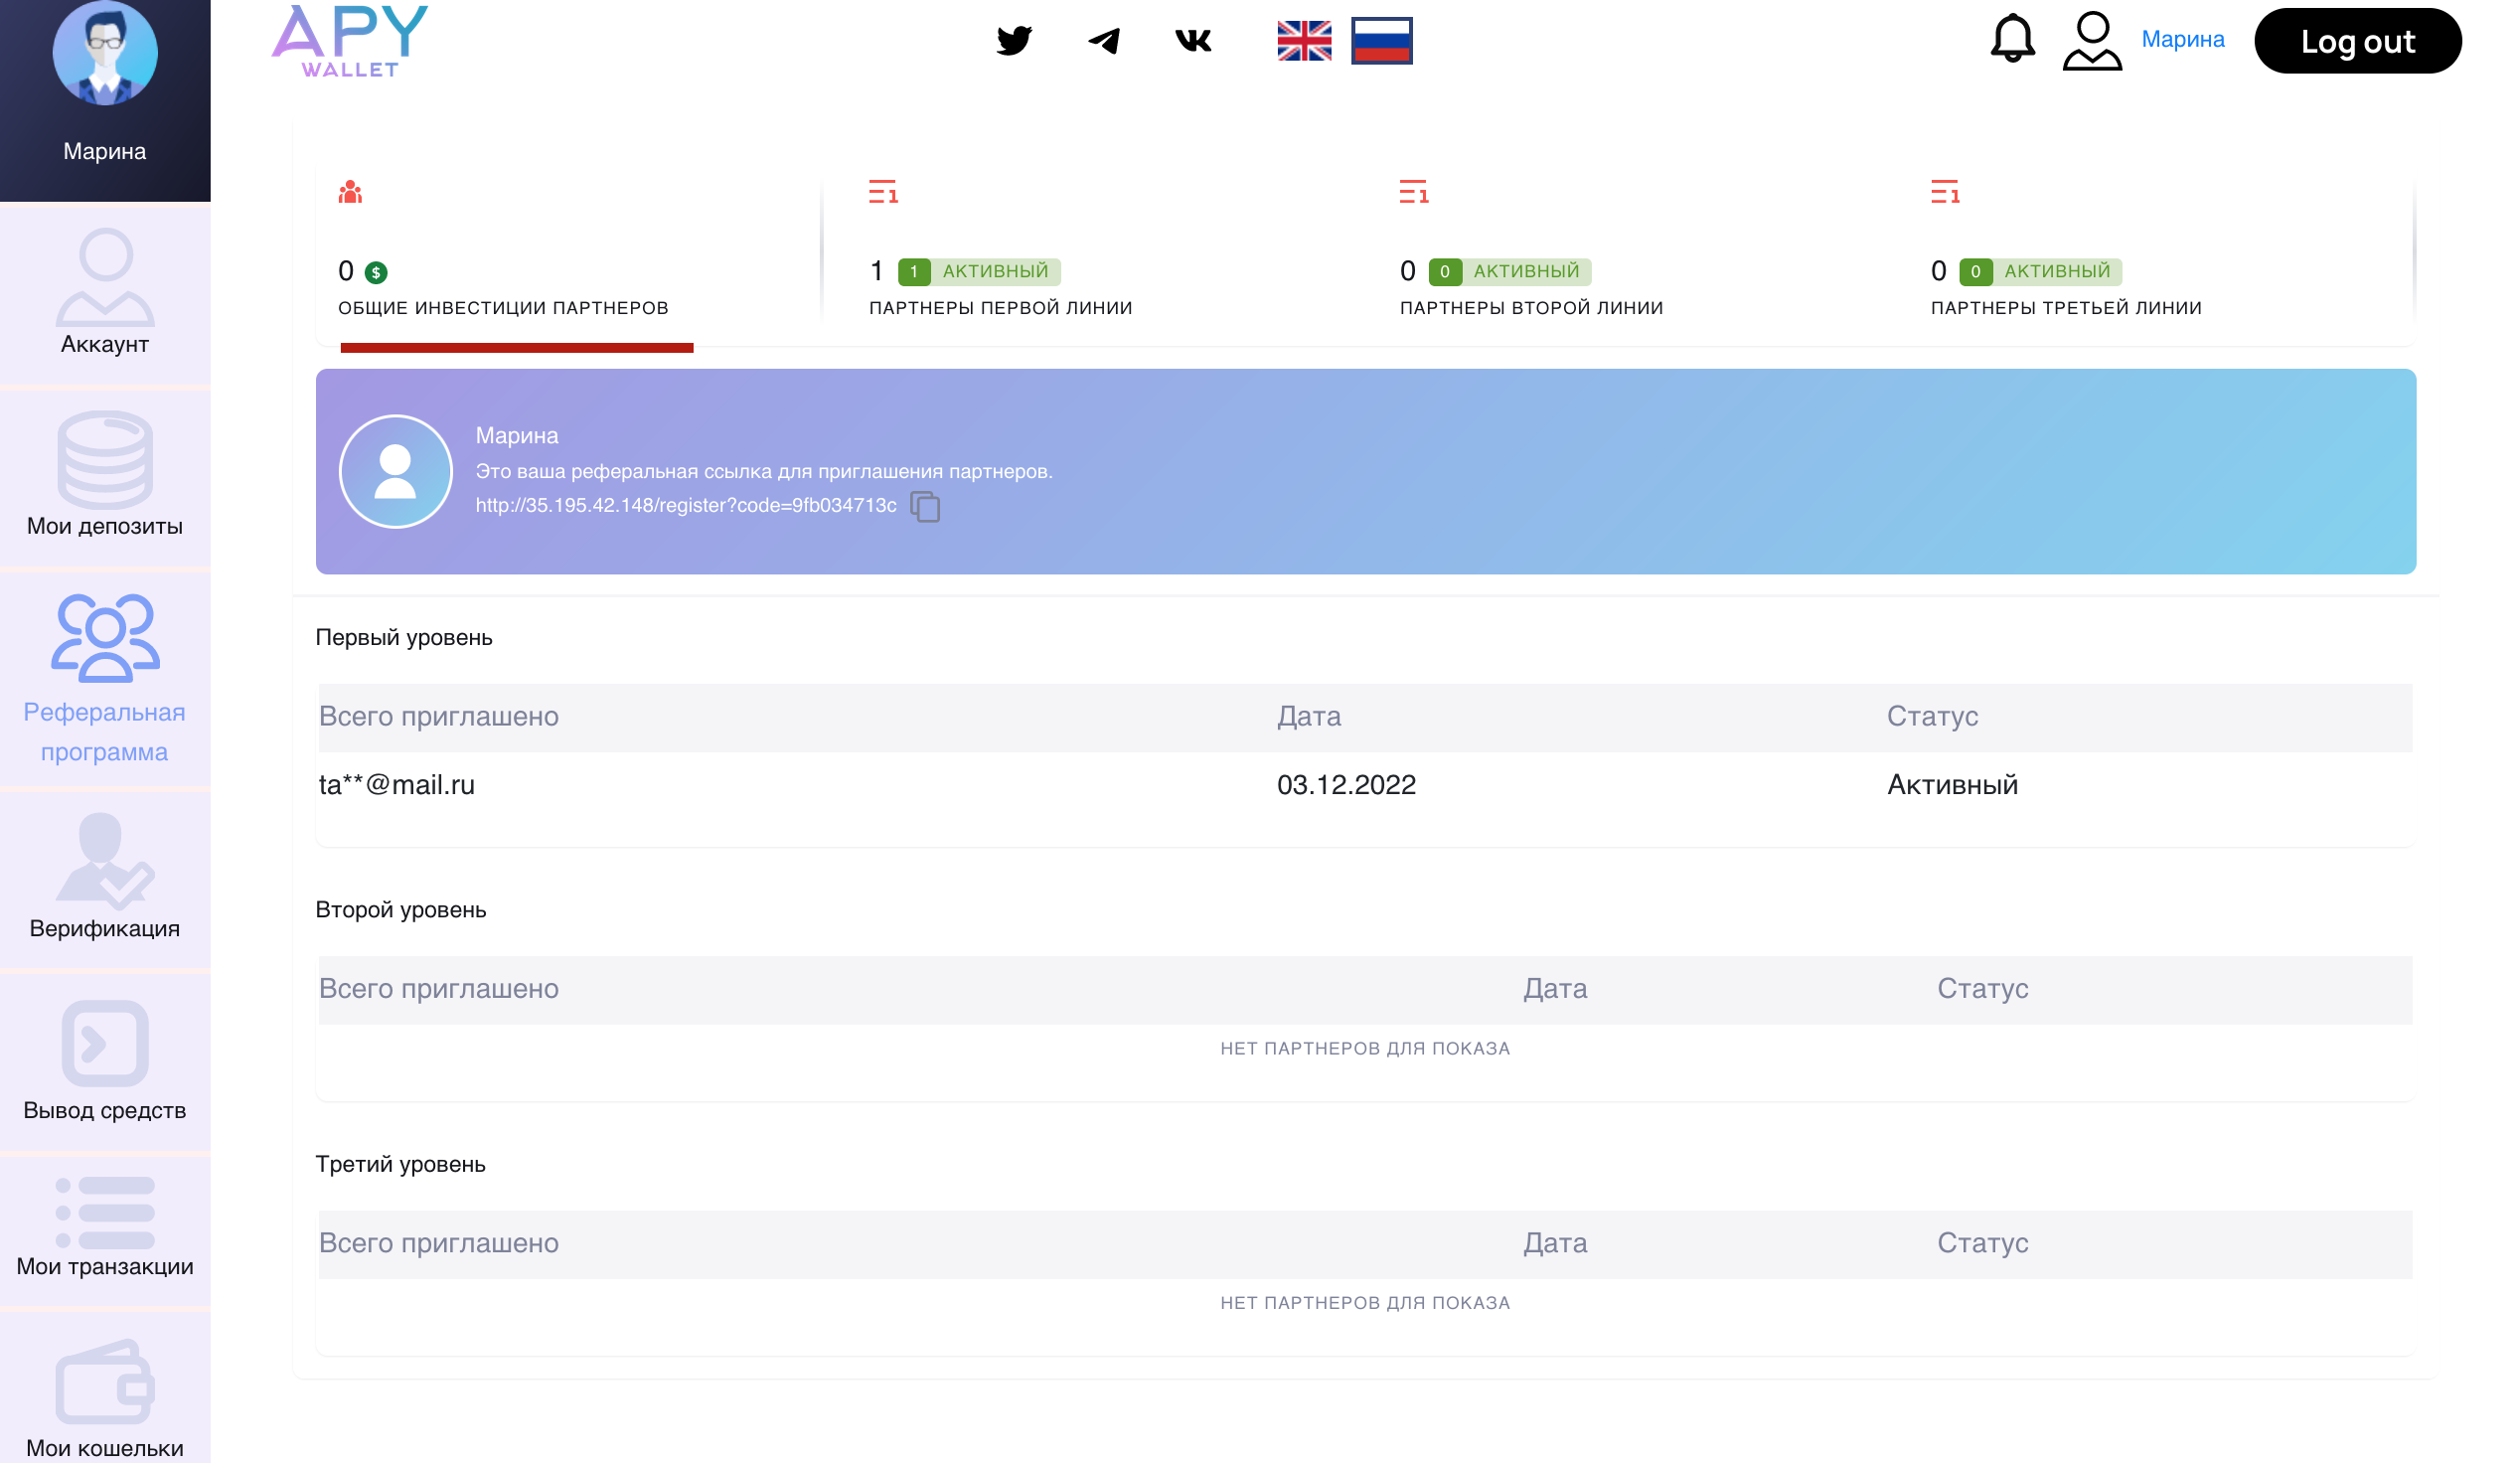 APY
WALLET
Марина
Log out
Марина
Аккаунт
Мои депозиты
Реферальная
программа
Верификация
Вывод средств
Мои транзакции
Мои кошельки
0 $
ОБЩИЕ ИНВЕСТИЦИИ ПАРТНЕРОВ
1 1 АКТИВНЫЙ
ПАРТНЕРЫ ПЕРВОЙ ЛИНИИ
0 0 АКТИВНЫЙ
ПАРТНЕРЫ ВТОРОЙ ЛИНИИ
0 0 АКТИВНЫЙ
ПАРТНЕРЫ ТРЕТЬЕЙ ЛИНИИ
Марина
Это ваша реферальная ссылка для приглашения партнеров.
http://35.195.42.148/register?code=9fb034713c
Первый уровень
Всего приглашено Дата Статус
ta**@mail.ru 03.12.2022 Активный
Второй уровень
Всего приглашено Дата Статус
НЕТ ПАРТНЕРОВ ДЛЯ ПОКАЗА
Третий уровень
Всего приглашено Дата Статус
НЕТ ПАРТНЕРОВ ДЛЯ ПОКАЗА